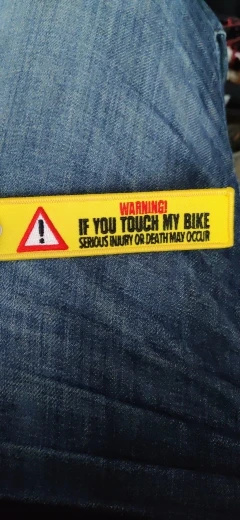 WARNING!
IF YOU TOUCH MY BIKE
SERIOUS INJURY OR DEATH MAY OCCUR